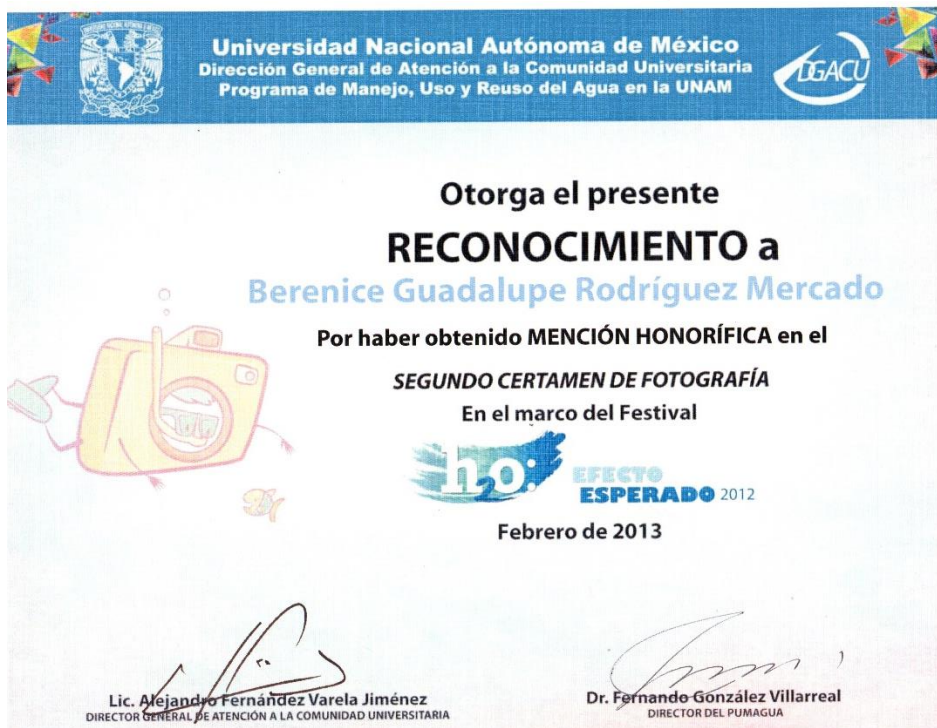 Universidad Nacional Autónoma de México
Dirección General de Atención a la Comunidad Universitaria
Programa de Manejo, Uso y Reuso del Agua en la UNAM
DGACU
Otorga el presente
RECONOCIMIENTO a
Berenice Guadalupe Rodríguez Mercado
Por haber obtenido MENCIÓN HONORÍFICA en el
SEGUNDO CERTAMEN DE FOTOGRAFÍA
En el marco del Festival
h2o: EFECTO
ESPERADO 2012
Febrero de 2013
Lic. Alejandro Fernández Varela Jiménez
DIRECTOR GENERAL DE ATENCIÓN A LA COMUNIDAD UNIVERSITARIA
Dr. Fernando González Villarreal
DIRECTOR DEL PUMAGUA